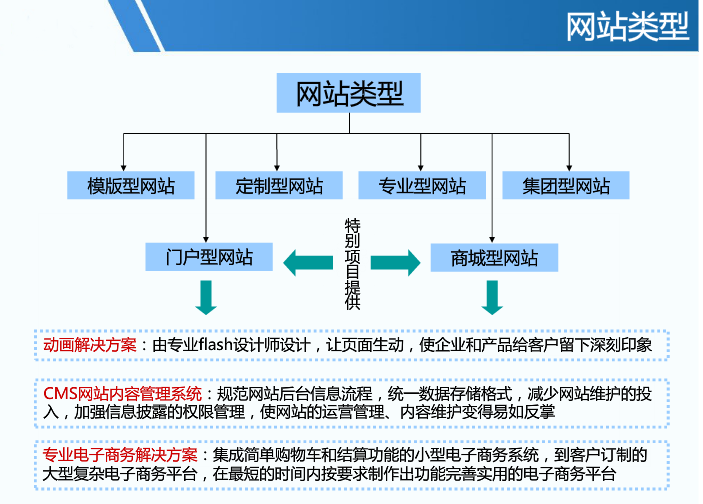 网站类型
网站类型
模版型网站
定制型网站
专业型网站
集团型网站
门户型网站
特别项目提供
商城型网站
动画解决方案：由专业flash设计师设计，让页面生动，使企业和产品给客户留下深刻印象
CMS网站内容管理系统：规范网站后台信息流程，统一数据存储格式，减少网站维护的投
入，加强信息披露的权限管理，使网站的运营管理、内容维护变得易如反掌
专业电子商务解决方案：集成简单购物车和结算功能的小型电子商务系统，到客户订制的
大型复杂电子商务平台，在最短的时间内按要求制作出功能完善实用的电子商务平台